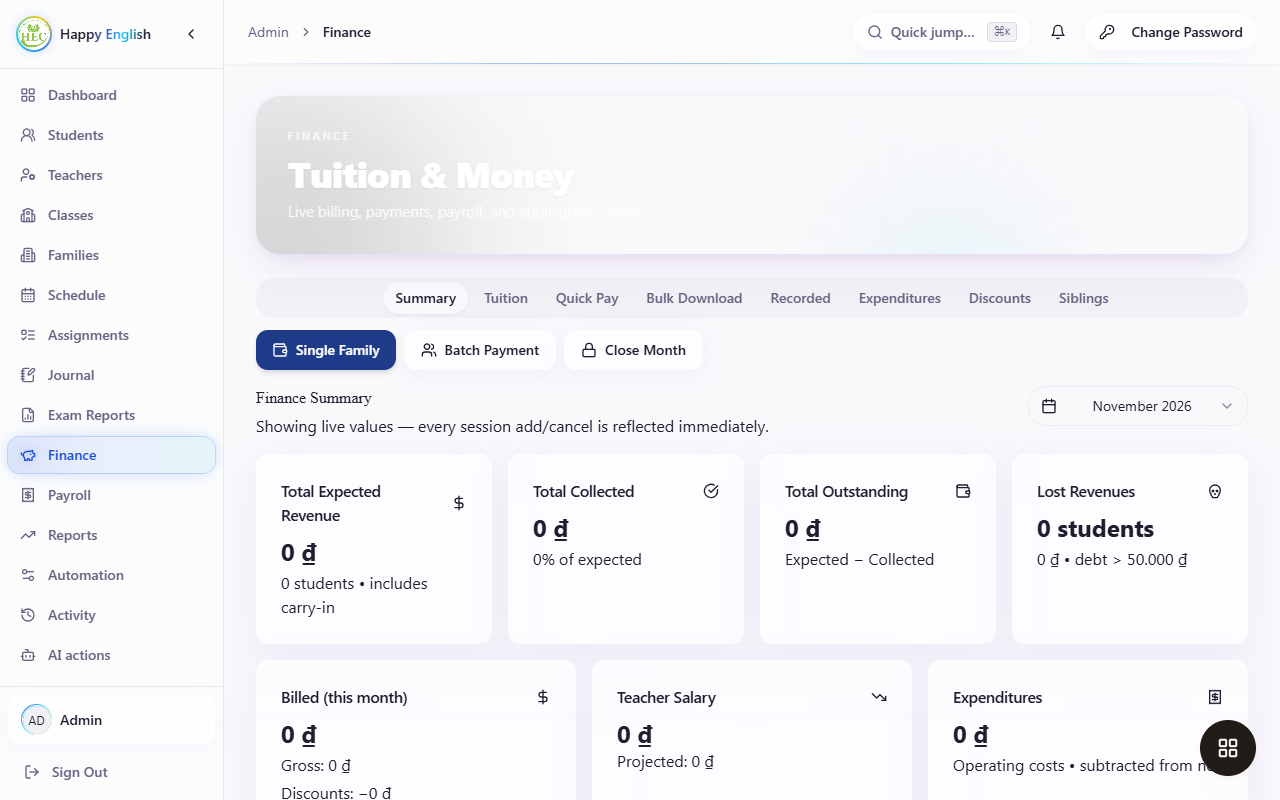 HEC
Happy English
Admin
Finance
Quick jump...
⌘K
Change Password
Dashboard
Students
Teachers
Classes
Families
Schedule
Assignments
Journal
Exam Reports
Finance
Payroll
Reports
Automation
Activity
AI actions
AD
Admin
Sign Out
FINANCE
Tuition & Money
Live billing, payments, payroll, and audit-grade
Summary
Tuition
Quick Pay
Bulk Download
Recorded
Expenditures
Discounts
Siblings
Single Family
Batch Payment
Close Month
Finance Summary
Showing live values — every session add/cancel is reflected immediately.
November 2026
Total Expected
Revenue
0 ₫
0 students • includes
carry-in
Total Collected
0 ₫
0% of expected
Total Outstanding
0 ₫
Expected − Collected
Lost Revenues
0 students
0 ₫ • debt > 50.000 ₫
Billed (this month)
0 ₫
Gross: 0 ₫
Discounts: −0 ₫
Teacher Salary
0 ₫
Projected: 0 ₫
Expenditures
0 ₫
Operating costs • subtracted from